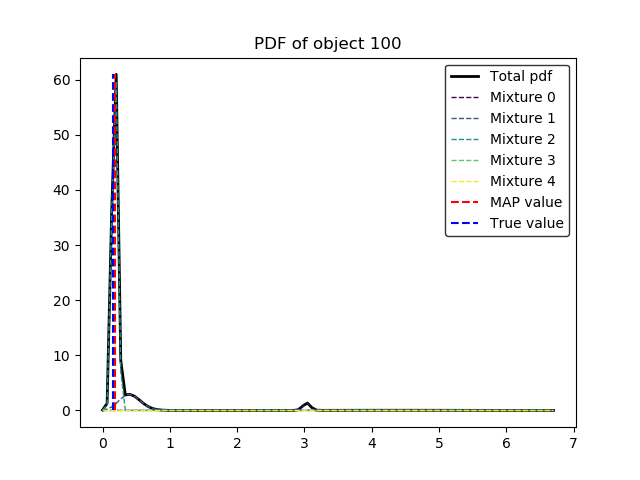 PDF of object 100
60
50
40
30
20
10
0
0 1 2 3 4 5 6 7
Total pdf
Mixture 0
Mixture 1
Mixture 2
Mixture 3
Mixture 4
MAP value
True value